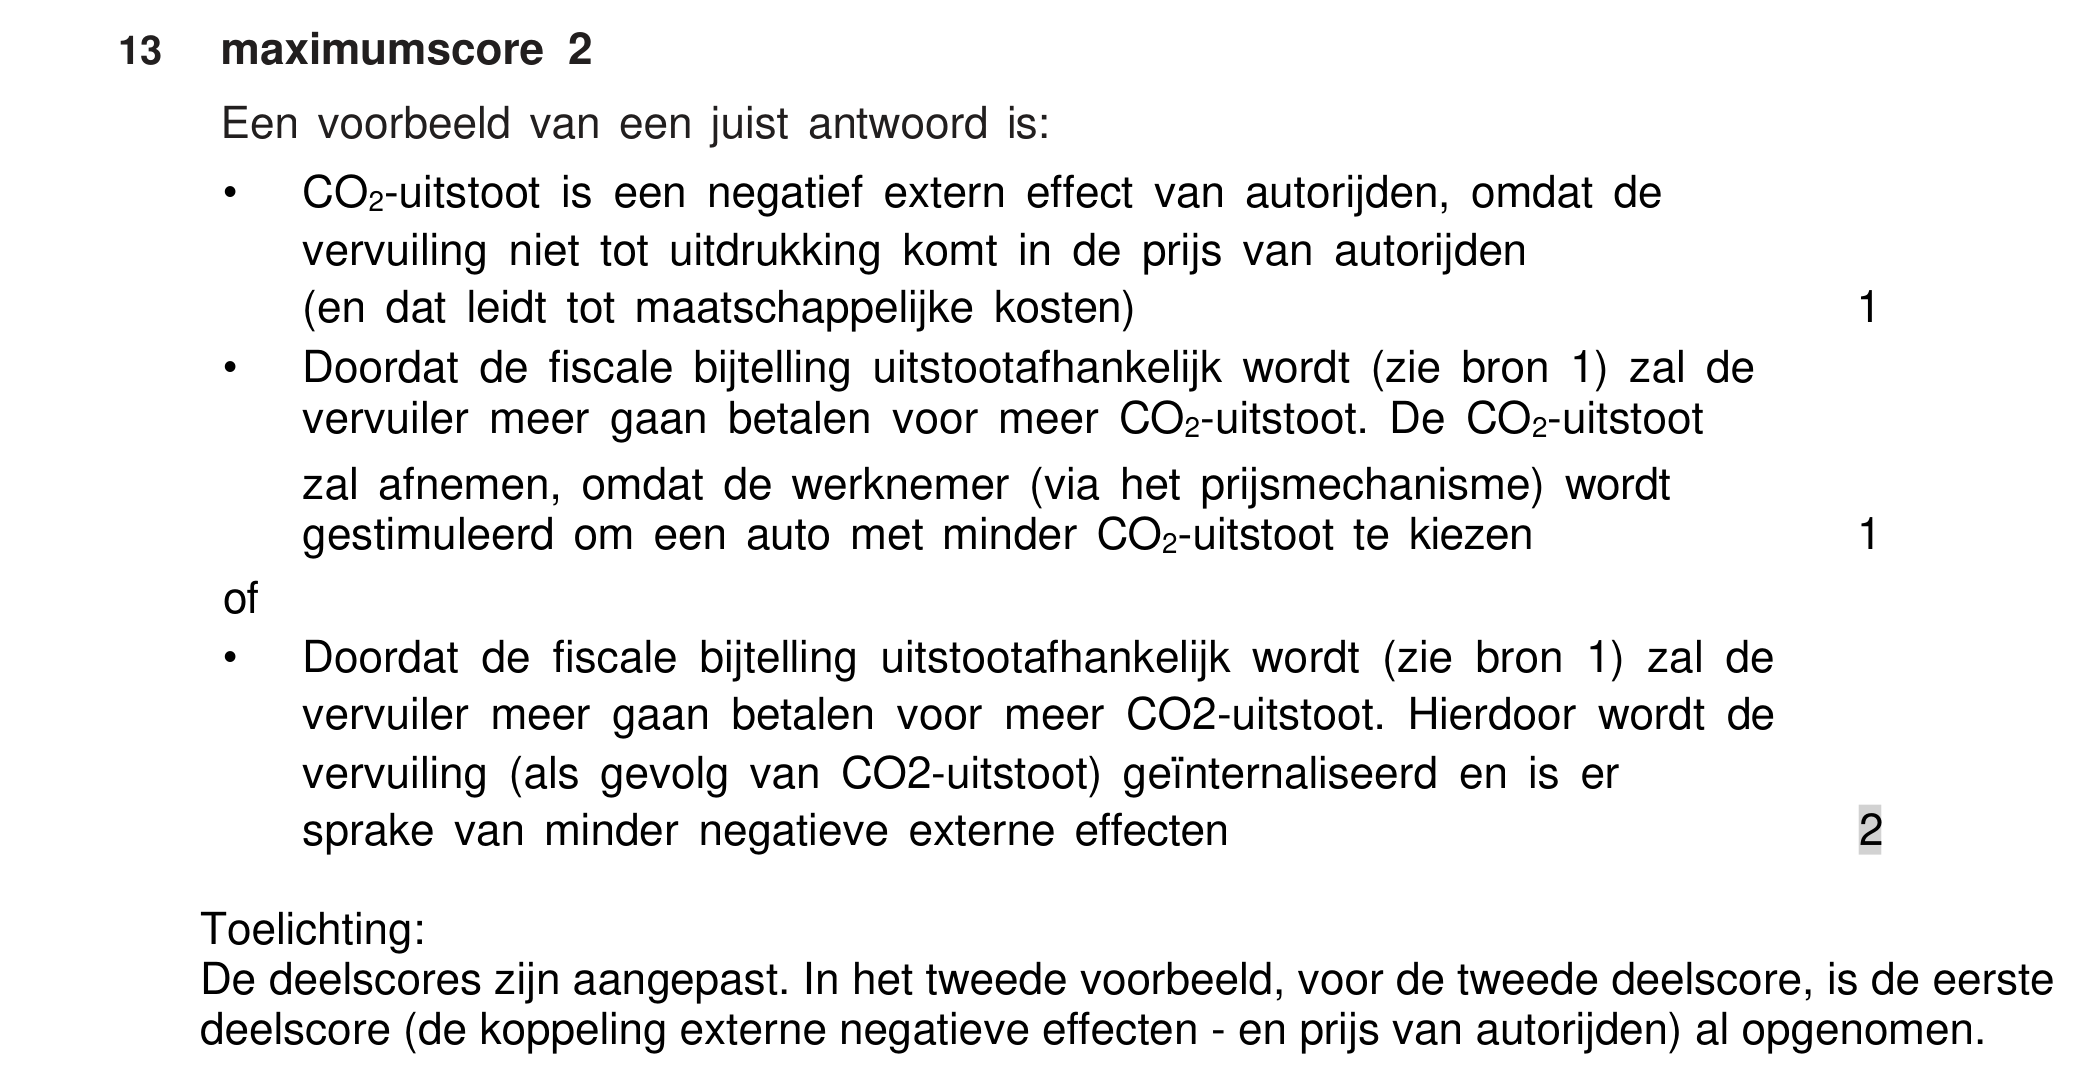 13 maximumscore 2
Een voorbeeld van een juist antwoord is:
• CO₂-uitstoot is een negatief extern effect van autorijden, omdat de
vervuiling niet tot uitdrukking komt in de prijs van autorijden
(en dat leidt tot maatschappelijke kosten) 1
• Doordat de fiscale bijtelling uitstootafhankelijk wordt (zie bron 1) zal de
vervuiler meer gaan betalen voor meer CO₂-uitstoot. De CO₂-uitstoot
zal afnemen, omdat de werknemer (via het prijsmechanisme) wordt
gestimuleerd om een auto met minder CO₂-uitstoot te kiezen 1
of
• Doordat de fiscale bijtelling uitstootafhankelijk wordt (zie bron 1) zal de
vervuiler meer gaan betalen voor meer CO2-uitstoot. Hierdoor wordt de
vervuiling (als gevolg van CO2-uitstoot) geïnternaliseerd en is er
sprake van minder negatieve externe effecten 2
Toelichting:
De deelscores zijn aangepast. In het tweede voorbeeld, voor de tweede deelscore, is de eerste
deelscore (de koppeling externe negatieve effecten - en prijs van autorijden) al opgenomen.